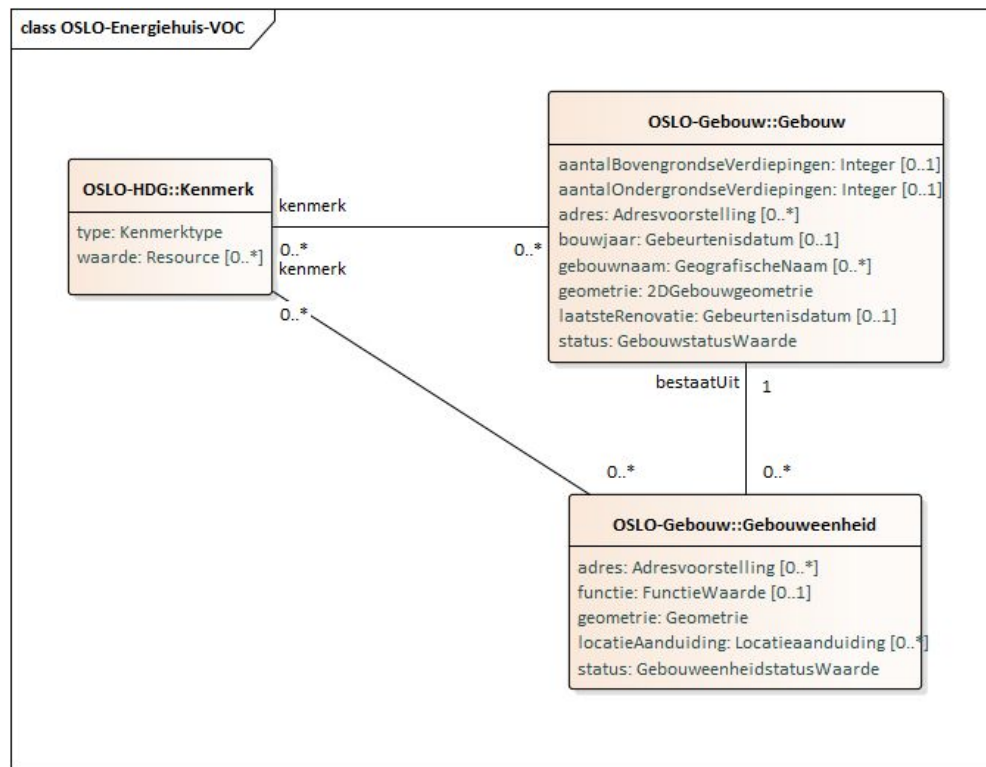 class OSLO-Energiehuis-VOC
OSLO-Gebouw::Gebouw
aantalBovengrondseVerdiepingen: Integer [0..1]
aantalOndergrondseVerdiepingen: Integer [0..1]
adres: Adresvoorstelling [0..*]
bouwjaar: Gebeurtenisdatum [0..1]
gebouwnaam: GeografischeNaam [0..*]
geometrie: 2DGebouwgeometrie
laatsteRenovatie: Gebeurtenisdatum [0..1]
status: GebouwstatusWaarde
OSLO-HDG::Kenmerk
type: Kenmerktype
waarde: Resource [0..*]
kenmerk
0..*
0..*
kenmerk
0..*
bestaatUit
1
0..*
0..*
OSLO-Gebouw::Gebouweenheid
adres: Adresvoorstelling [0..*]
functie: FunctieWaarde [0..1]
geometrie: Geometrie
locatieAanduiding: Locatieaanduiding [0..*]
status: GebouweenheidstatusWaarde